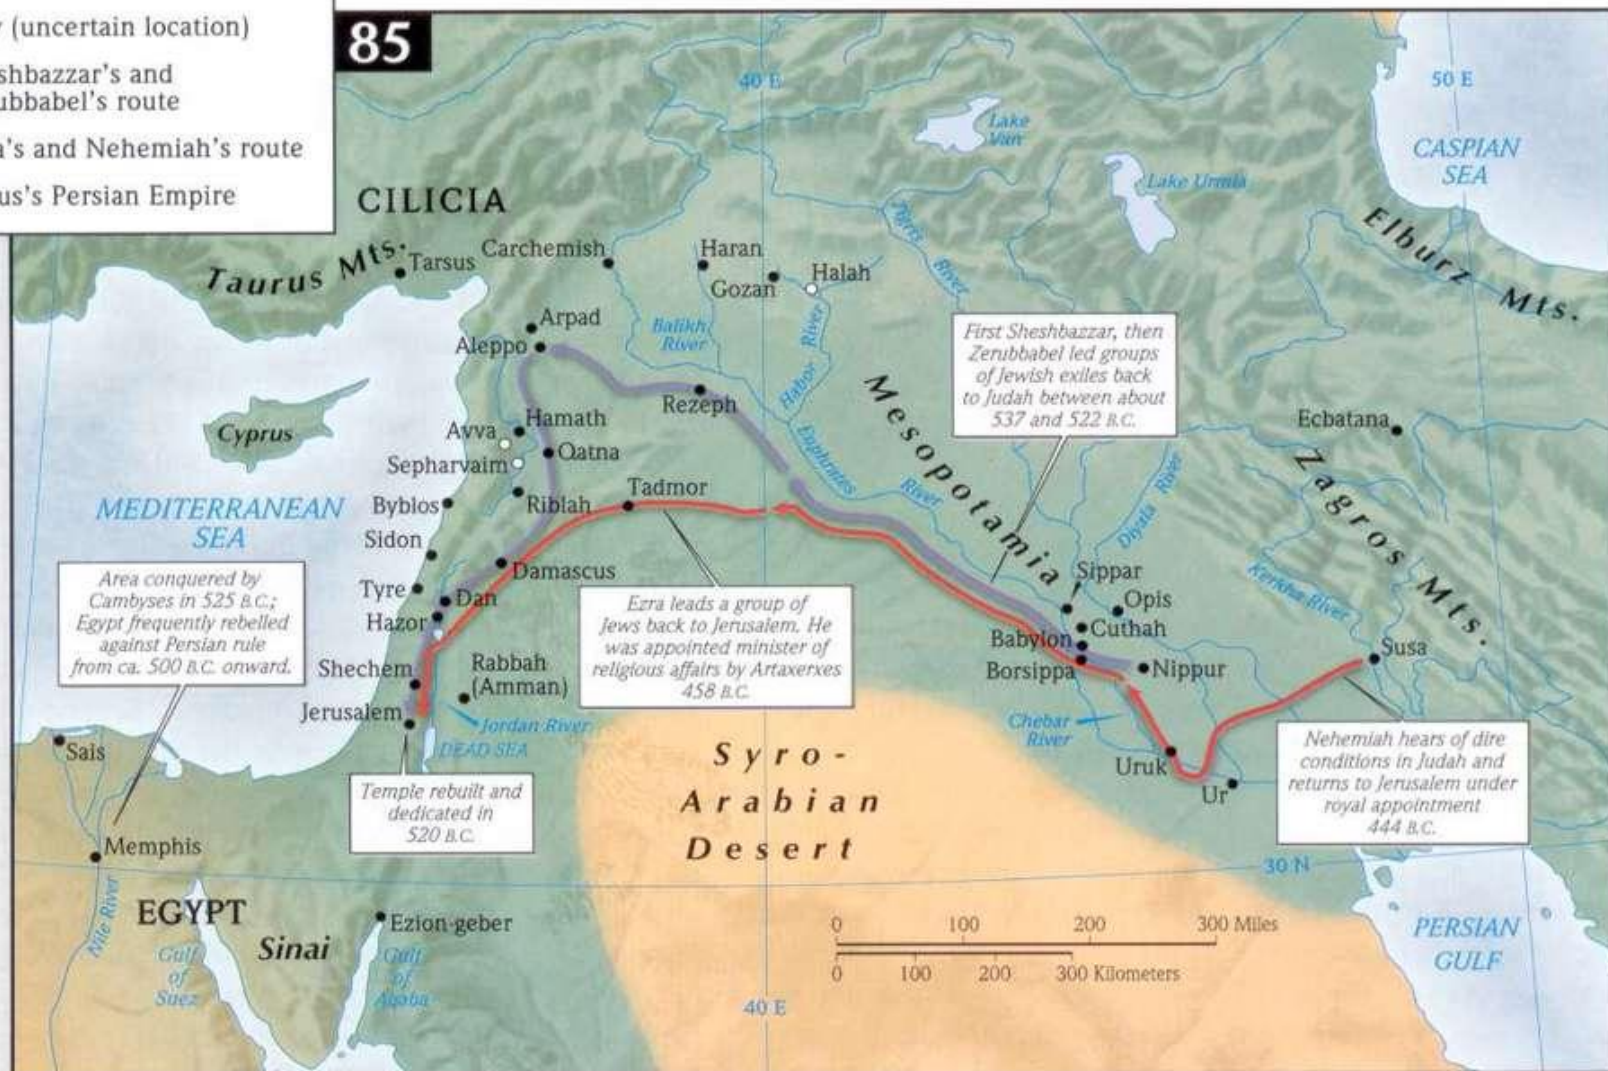 (uncertain location)
shbazzar's and
ubbabel's route
a's and Nehemiah's route
us's Persian Empire
85
40 E
50 E
Lake
Van
CASPIAN
SEA
Lake Urmia
CILICIA
Tigris
River
Elburz Mts.
Taurus Mts.
Tarsus
Carchemish
Haran
Gozan
Halah
Arpad
Aleppo
Balikh
River
Habor River
First Sheshbazzar, then
Zerubbabel led groups
of Jewish exiles back
to Judah between about
537 and 522 B.C.
Rezeph
Mesopotamia
Cyprus
Avva
Hamath
Qatna
Sepharvaim
Euphrates
River
Ecbatana
Zagros Mts.
Diyala River
MEDITERRANEAN
SEA
Byblos
Riblah
Tadmor
Sidon
Damascus
Area conquered by
Cambyses in 525 B.C.;
Egypt frequently rebelled
against Persian rule
from ca. 500 B.C. onward.
Tyre
Dan
Hazor
Ezra leads a group of
Jews back to Jerusalem. He
was appointed minister of
religious affairs by Artaxerxes
458 B.C.
Sippar
Opis
Cuthah
Babylon
Borsippa
Nippur
Kerkha River
Susa
Shechem
Rabbah
(Amman)
Jerusalem
Jordan River
DEAD SEA
Chebar
River
Sais
Syro-
Arabian
Desert
Uruk
Ur
Nehemiah hears of dire
conditions in Judah and
returns to Jerusalem under
royal appointment
444 B.C.
Temple rebuilt and
dedicated in
520 B.C.
Memphis
30 N
Nile River
EGYPT
Sinai
Ezion-geber
Gulf
of
Suez
Gulf
of
Aqaba
0 100 200 300 Miles
0 100 200 300 Kilometers
PERSIAN
GULF
40 E